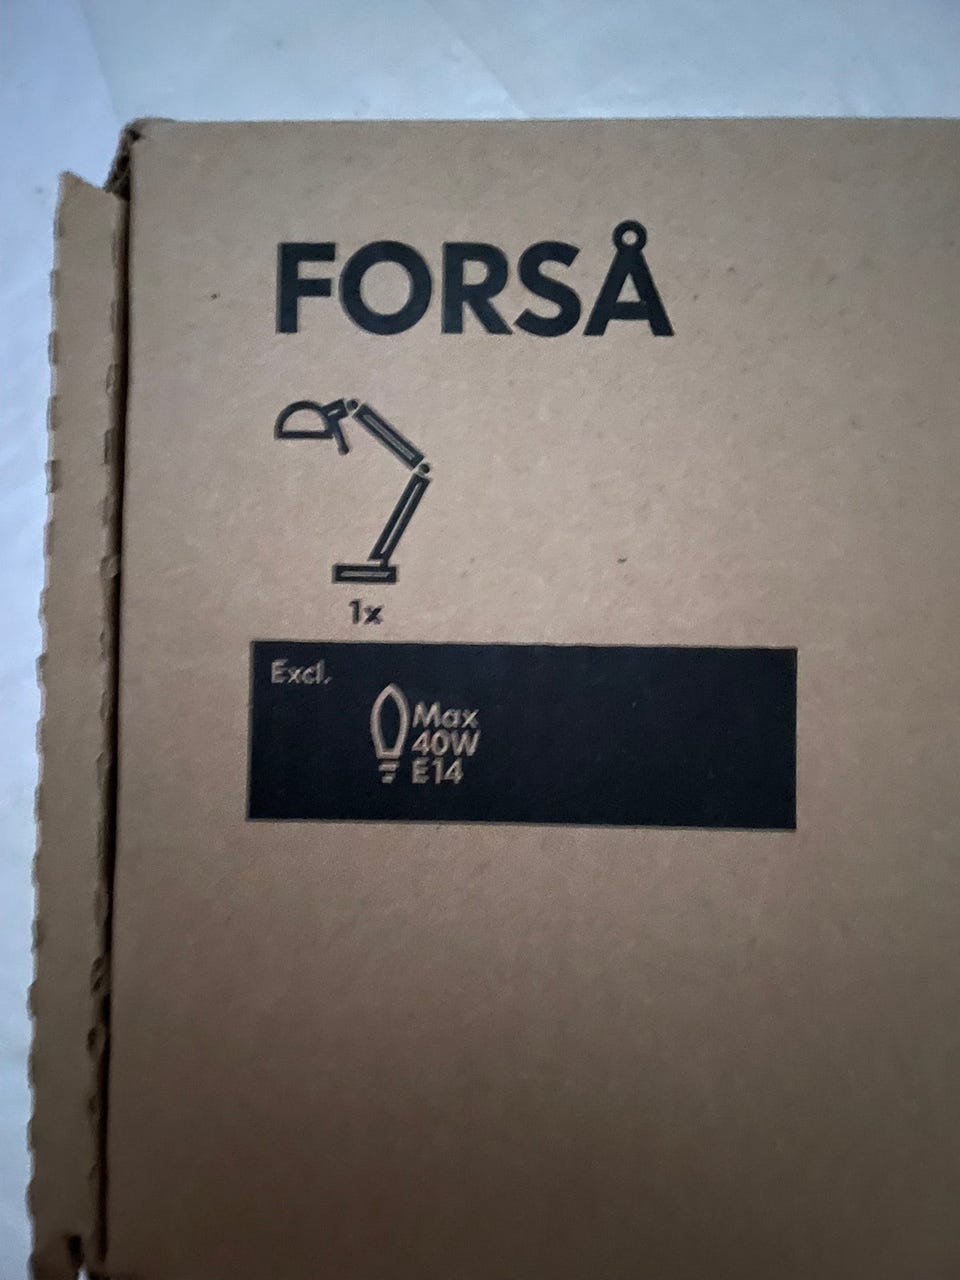 FORSÅ
1x
Excl.
Max
40W
E14